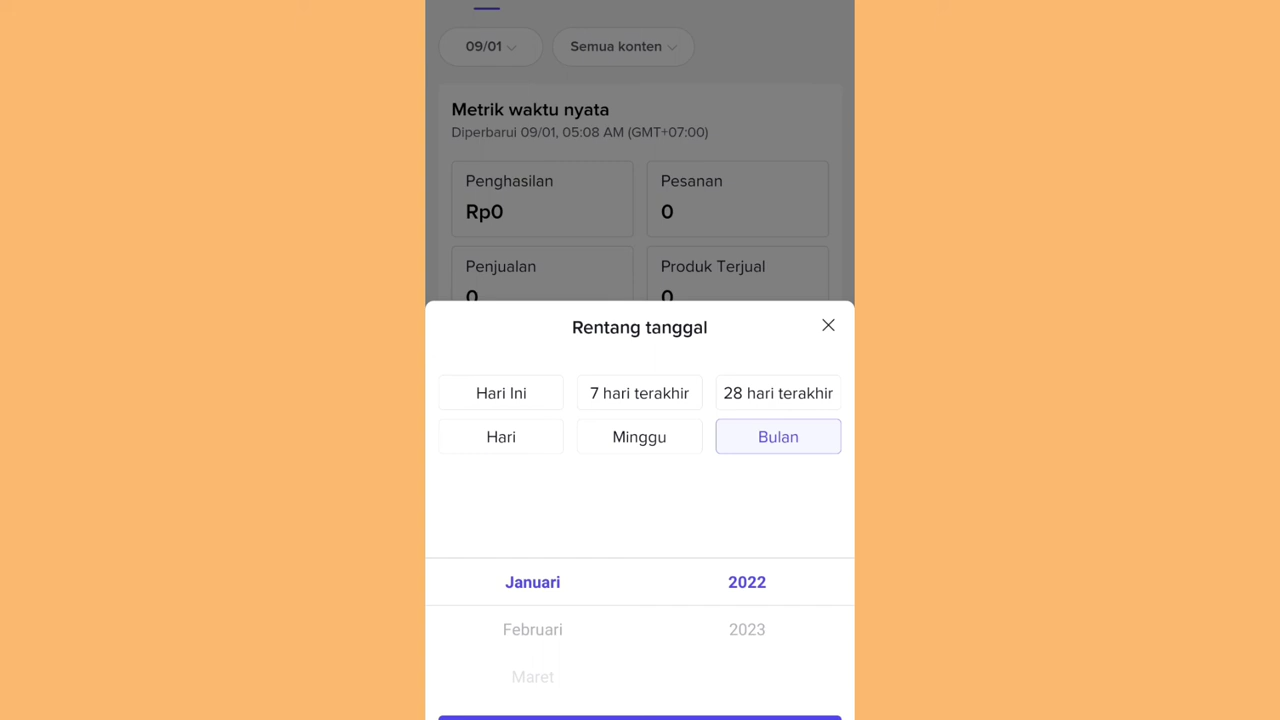 09/01
Semua konten
Metrik waktu nyata
Diperbarui 09/01, 05:08 AM (GMT+07:00)
Penghasilan
Pesanan
Rp0
0
Penjualan
Produk Terjual
0
0
Rentang tanggal
Hari Ini
7 hari terakhir
28 hari terakhir
Hari
Minggu
Bulan
Januari
2022
Februari
2023
Maret